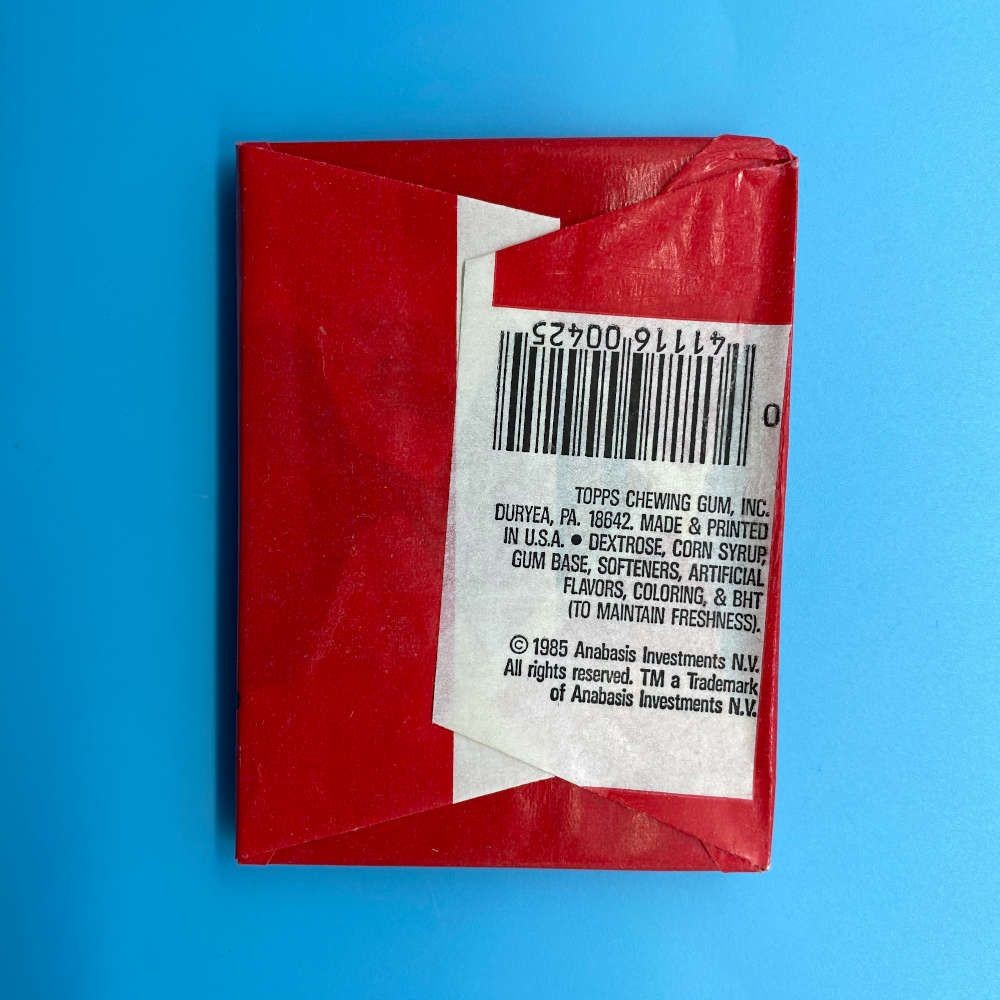 41116 00425
0
TOPPS CHEWING GUM, INC.
DURYEA, PA. 18642. MADE & PRINTED
IN U.S.A. • DEXTROSE, CORN SYRUP,
GUM BASE, SOFTENERS, ARTIFICIAL
FLAVORS, COLORING, & BHT
(TO MAINTAIN FRESHNESS).
© 1985 Anabasis Investments N.V.
All rights reserved. TM a Trademark
of Anabasis Investments N.V.